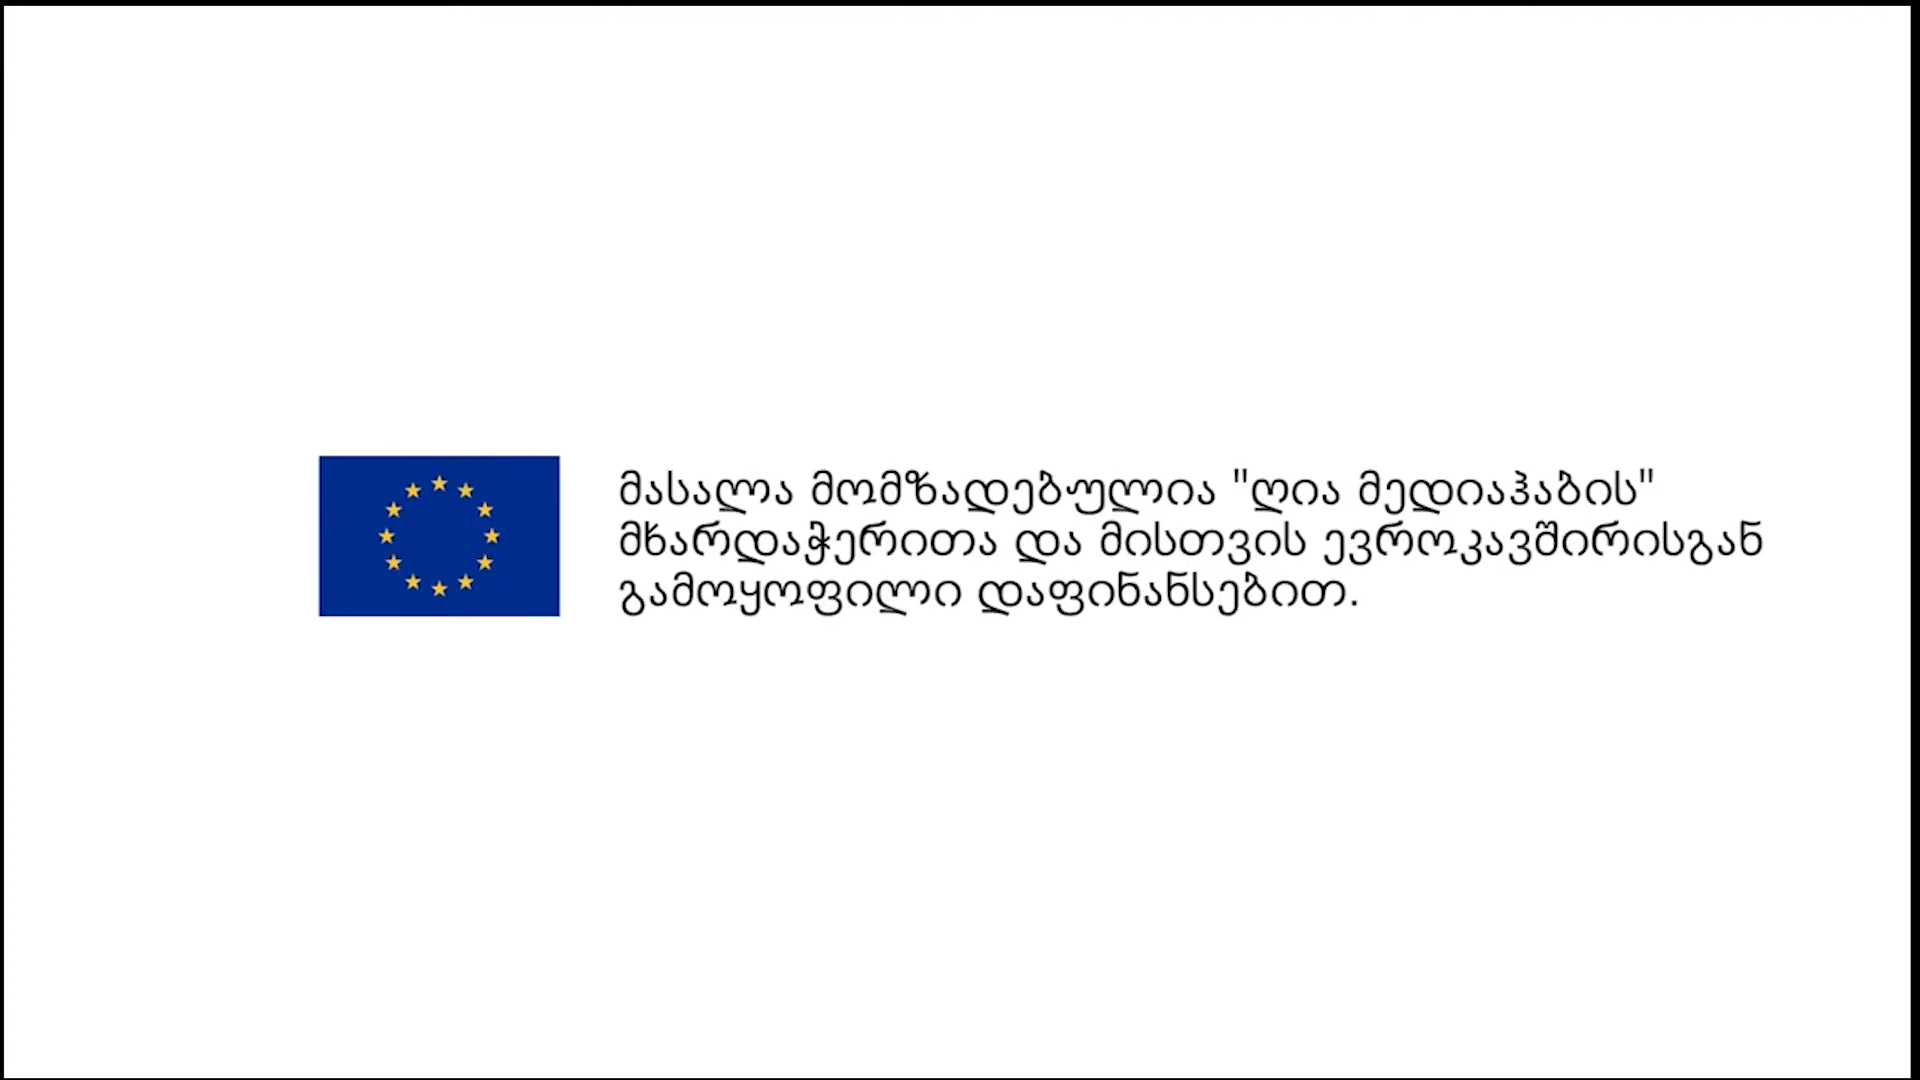 მასალა მომზადებულია "ღია მედიაჰაბის"
მხარდაჭერითა და მისთვის ევროკავშირისგან
გამოყოფილი დაფინანსებით.